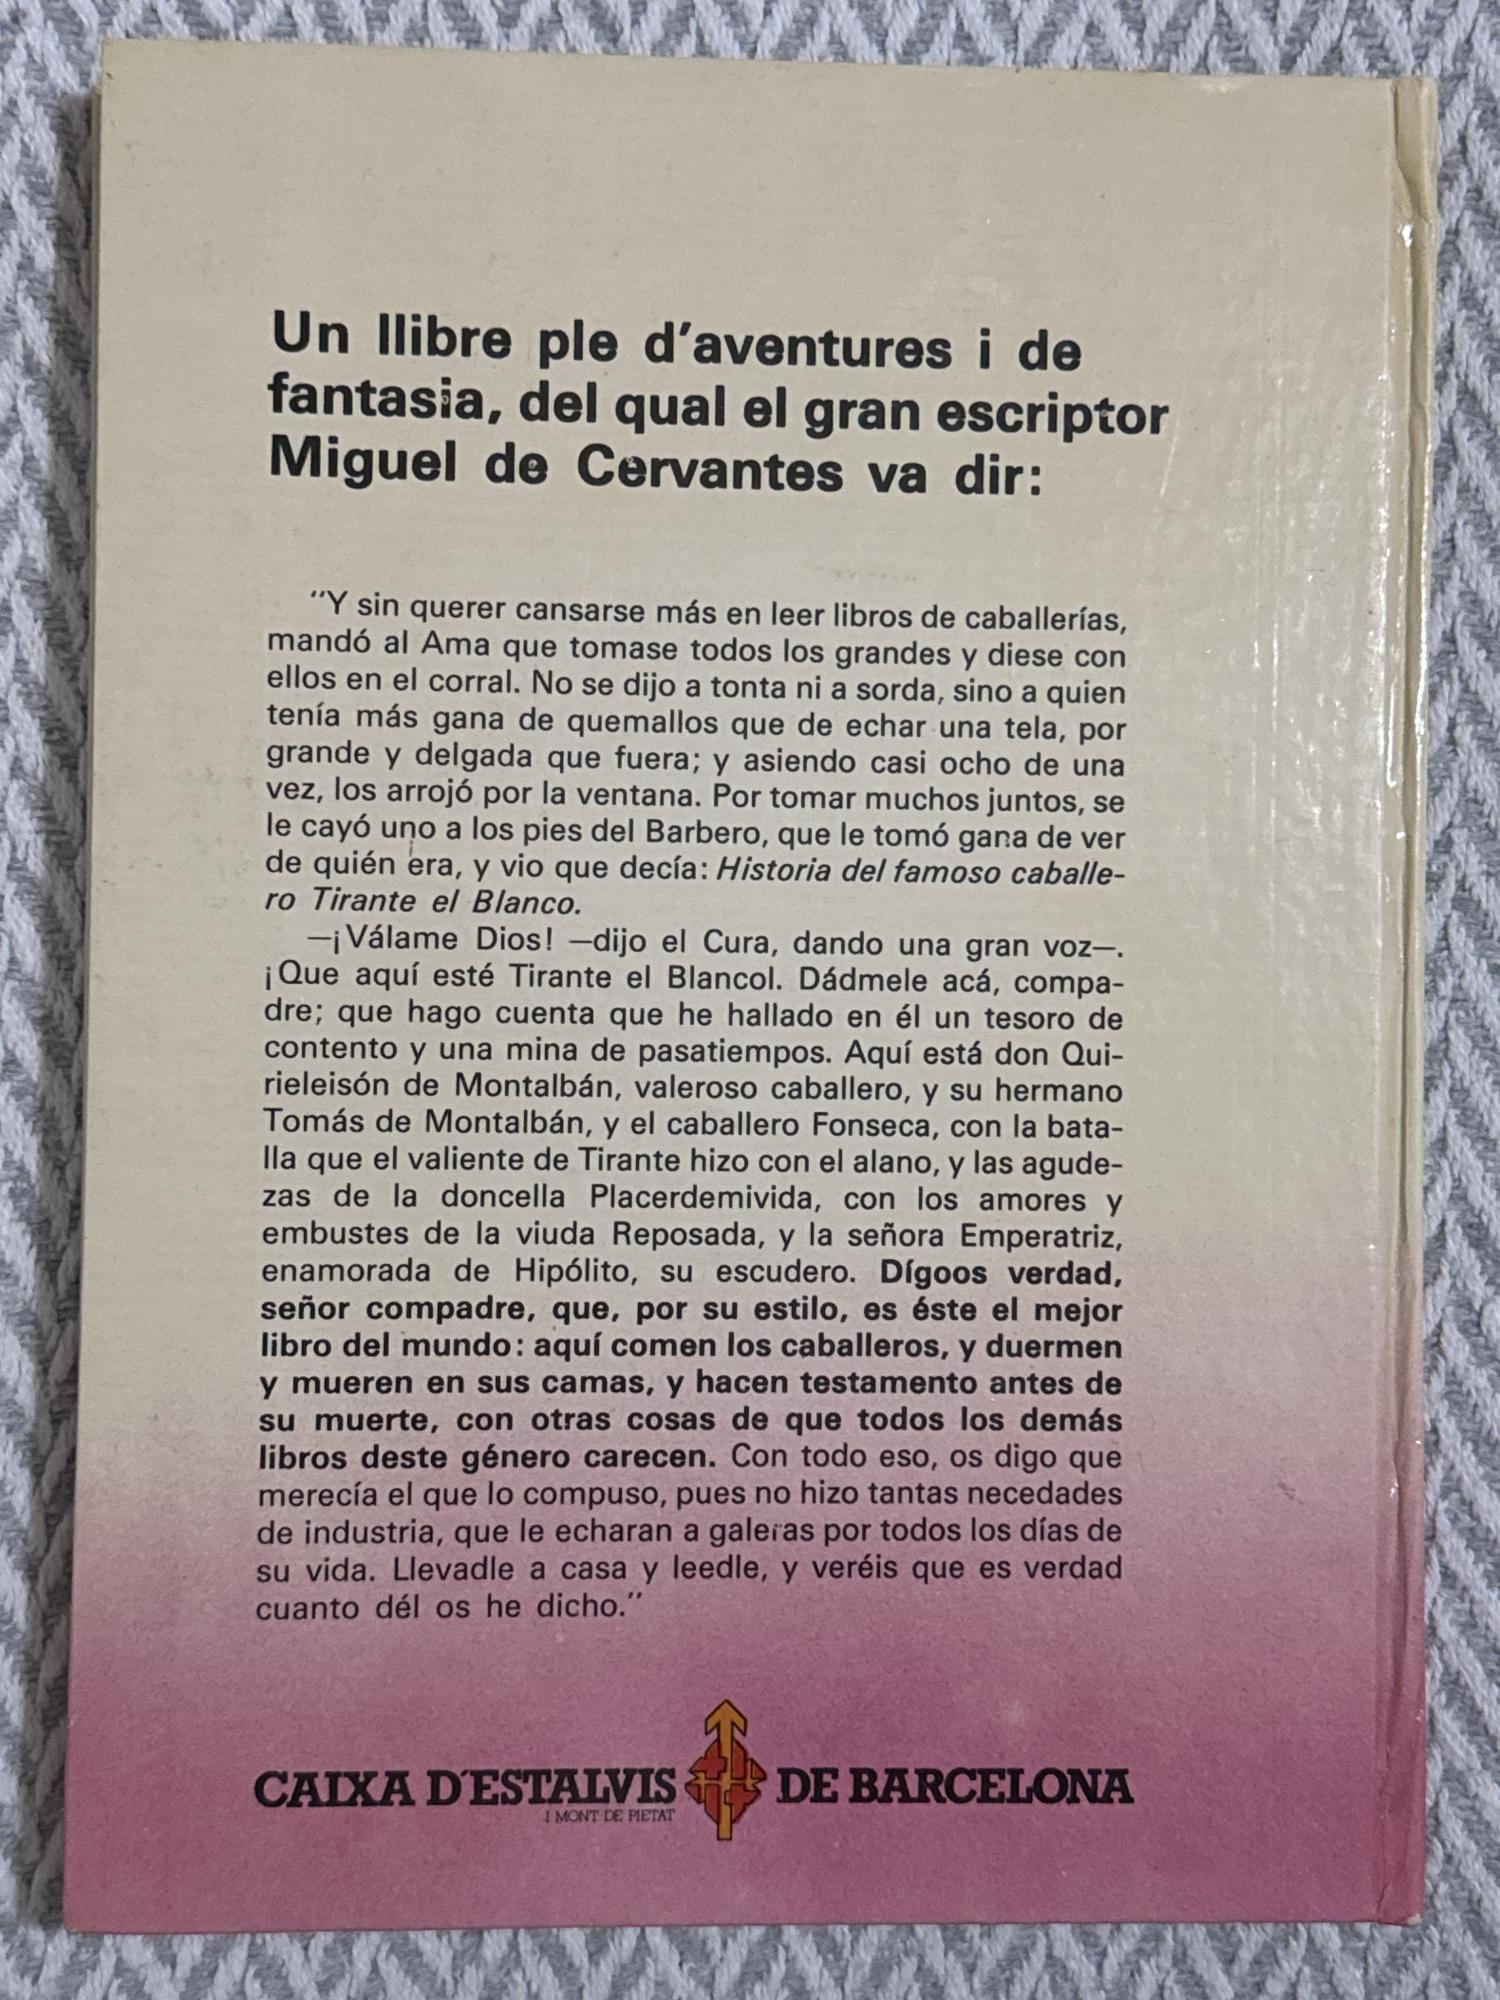 Un llibre ple d'aventures i de
fantasia, del qual el gran escriptor
Miguel de Cervantes va dir:
"Y sin querer cansarse más en leer libros de caballerías,
mandó al Ama que tomase todos los grandes y diese con
ellos en el corral. No se dijo a tonta ni a sorda, sino a quien
tenía más gana de quemallos que de echar una tela, por
grande y delgada que fuera; y asiendo casi ocho de una
vez, los arrojó por la ventana. Por tomar muchos juntos, se
le cayó uno a los pies del Barbero, que le tomó gana de ver
de quién era, y vio que decía: Historia del famoso caballe-
ro Tirante el Blanco.
—¡Válame Dios! —dijo el Cura, dando una gran voz—.
¡Que aquí esté Tirante el Blancol. Dádmele acá, compa-
dre; que hago cuenta que he hallado en él un tesoro de
contento y una mina de pasatiempos. Aquí está don Qui-
rieleisón de Montalbán, valeroso caballero, y su hermano
Tomás de Montalbán, y el caballero Fonseca, con la bata-
lla que el valiente de Tirante hizo con el alano, y las agude-
zas de la doncella Placerdemivida, con los amores y
embustes de la viuda Reposada, y la señora Emperatriz,
enamorada de Hipólito, su escudero. Dígoos verdad,
señor compadre, que, por su estilo, es éste el mejor
libro del mundo: aquí comen los caballeros, y duermen
y mueren en sus camas, y hacen testamento antes de
su muerte, con otras cosas de que todos los demás
libros deste género carecen. Con todo eso, os digo que
merecía el que lo compuso, pues no hizo tantas necedades
de industria, que le echaran a galeras por todos los días de
su vida. Llevadle a casa y leedle, y veréis que es verdad
cuanto dél os he dicho."
CAIXA D'ESTALVIS DE BARCELONA
I MONT DE PIETAT